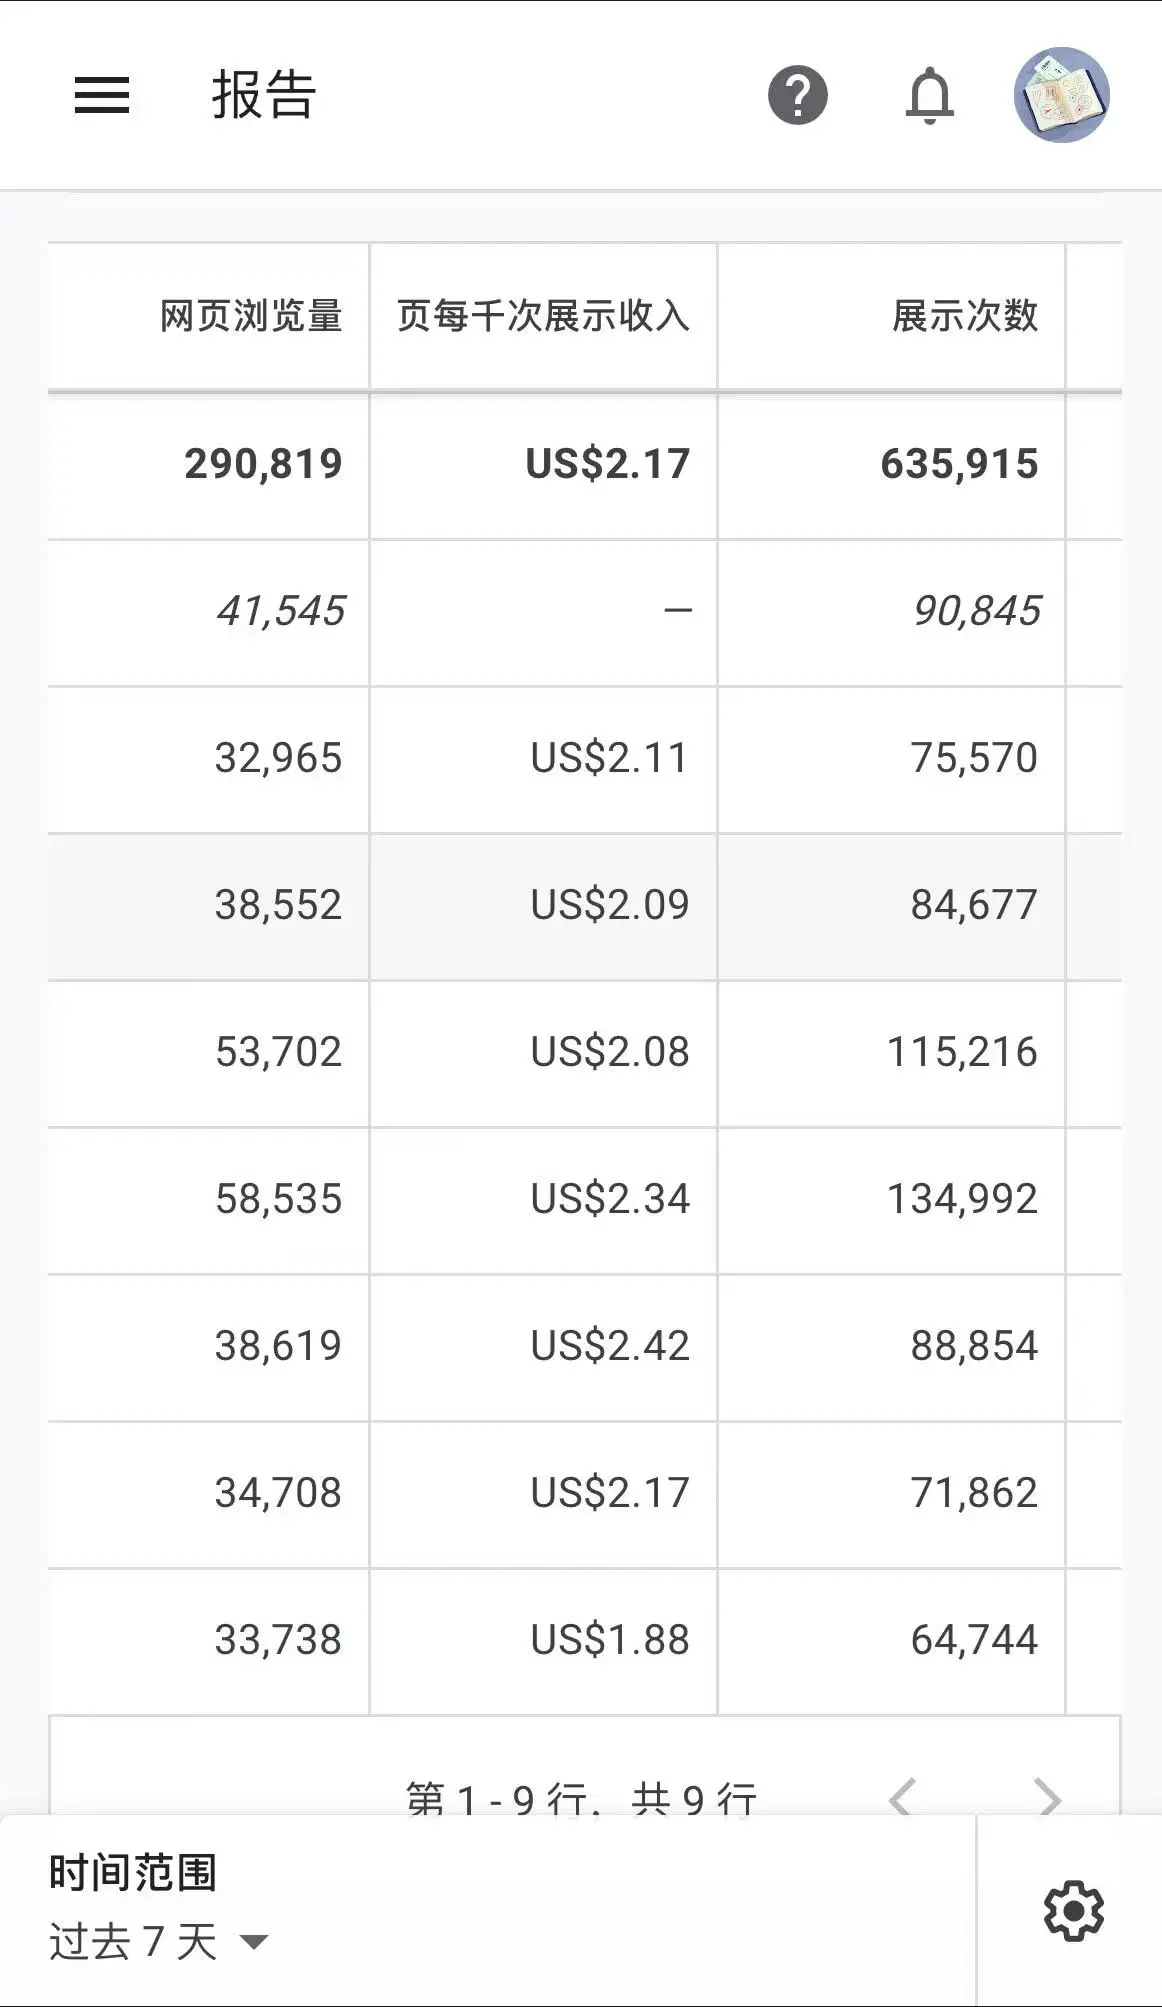 报告
网页浏览量 页每千次展示收入 展示次数
290,819 US$2.17 635,915
41,545 — 90,845
32,965 US$2.11 75,570
38,552 US$2.09 84,677
53,702 US$2.08 115,216
58,535 US$2.34 134,992
38,619 US$2.42 88,854
34,708 US$2.17 71,862
33,738 US$1.88 64,744
第 1 - 9 行，共 9 行
时间范围
过去 7 天